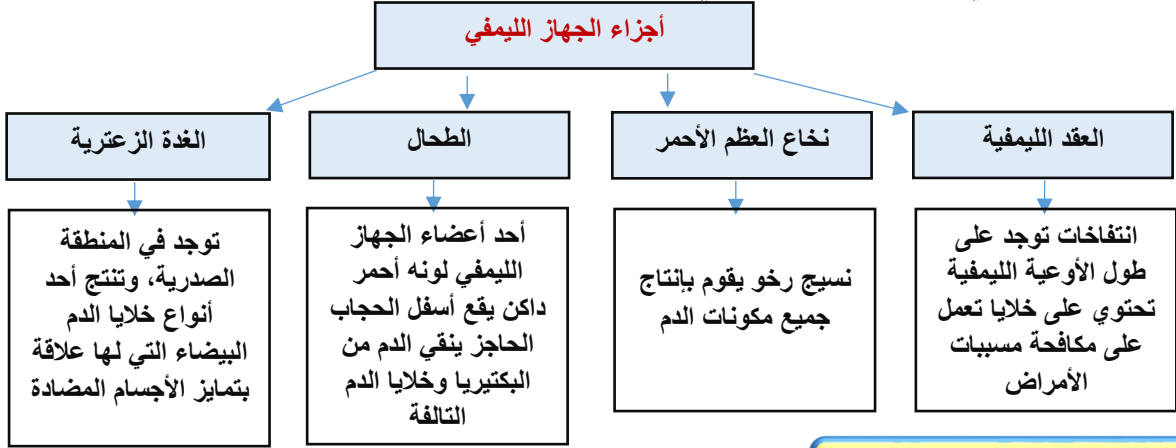 أجزاء الجهاز الليمفي
العقد الليمفية
انتفاخات توجد على
طول الأوعية الليمفية
تحتوي على خلايا تعمل
على مكافحة مسببات
الأمراض
نخاع العظم الأحمر
نسيج رخو يقوم بإنتاج
جميع مكونات الدم
الطحال
أحد أعضاء الجهاز
الليمفي لونه أحمر
داكن يقع أسفل الحجاب
الحاجز ينقي الدم من
البكتيريا وخلايا الدم
التالفة
الغدة الزعترية
توجد في المنطقة
الصدرية، وتنتج أحد
أنواع خلايا الدم
البيضاء التي لها علاقة
بتمايز الأجسام المضادة